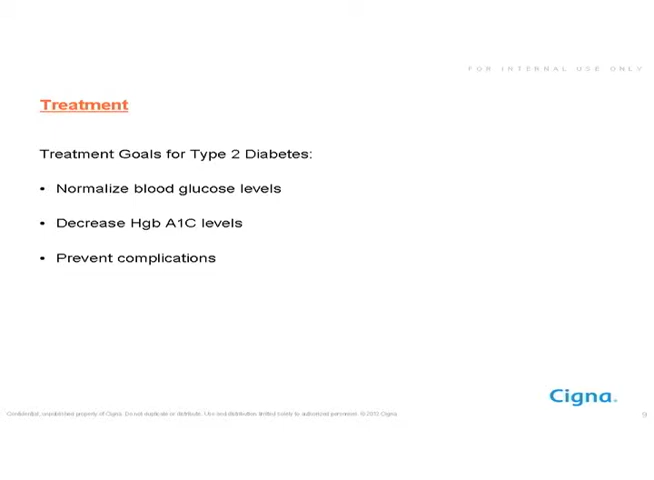 FOR INTERNAL USE ONLY
Treatment
Treatment Goals for Type 2 Diabetes:
• Normalize blood glucose levels
• Decrease Hgb A1C levels
• Prevent complications
Cigna.
Confidential, unpublished property of Cigna. Do not duplicate or distribute. Use and distribution limited solely to authorized personnel. © 2012 Cigna
9